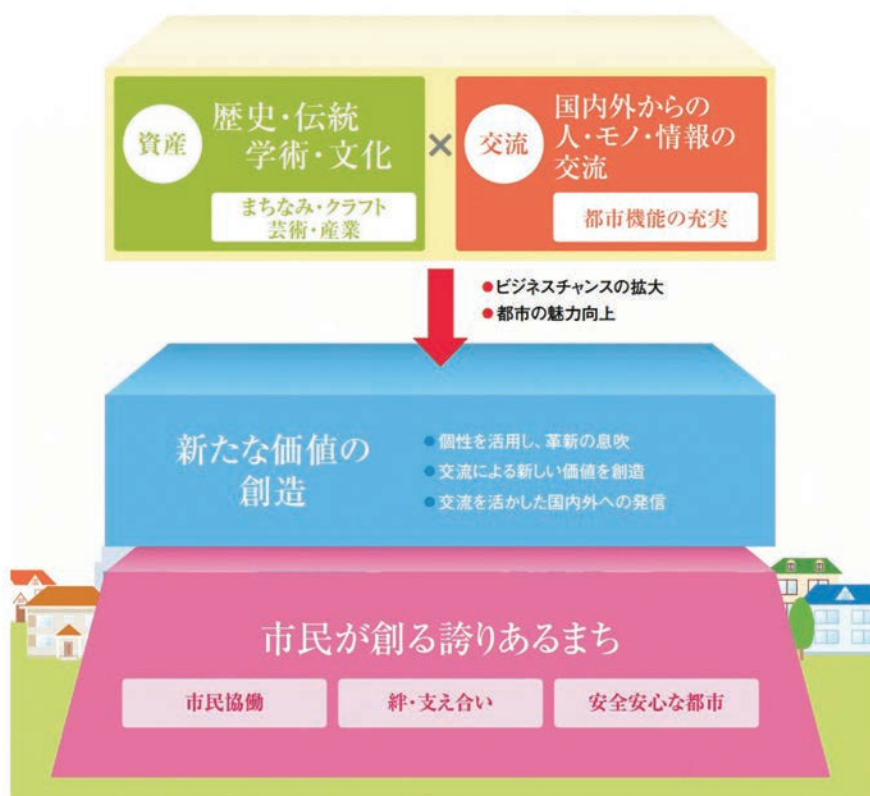 資産
歴史・伝統
学術・文化
まちなみ・クラフト
芸術・産業
×
交流
国内外からの
人・モノ・情報の
交流
都市機能の充実
●ビジネスチャンスの拡大
●都市の魅力向上
新たな価値の
創造
●個性を活用し、革新の息吹
●交流による新しい価値を創造
●交流を活かした国内外への発信
市民が創る誇りあるまち
市民協働
絆・支え合い
安全安心な都市